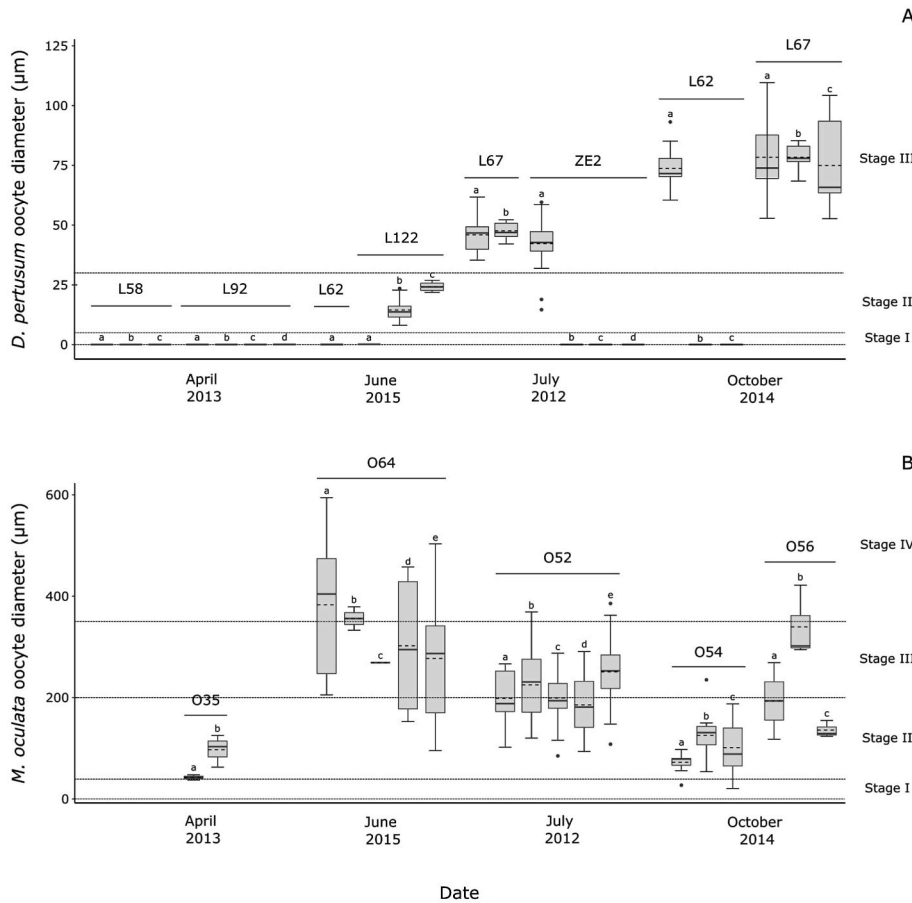 A
D. pertusum oocyte diameter (μm)
125
100
75
50
25
0
L58
a b c
L92
a b c d
L62
a
L122
a b c
L67
a b
ZE2
a b c d
L62
a b c
L67
a b c
Stage III
Stage II
Stage I
April
2013
June
2015
July
2012
October
2014
B
M. oculata oocyte diameter (μm)
600
400
200
0
O35
a b
O64
a b c d e
O52
a b c d e
O54
a b c
O56
a b c
Stage IV
Stage III
Stage II
Stage I
April
2013
June
2015
July
2012
October
2014
Date